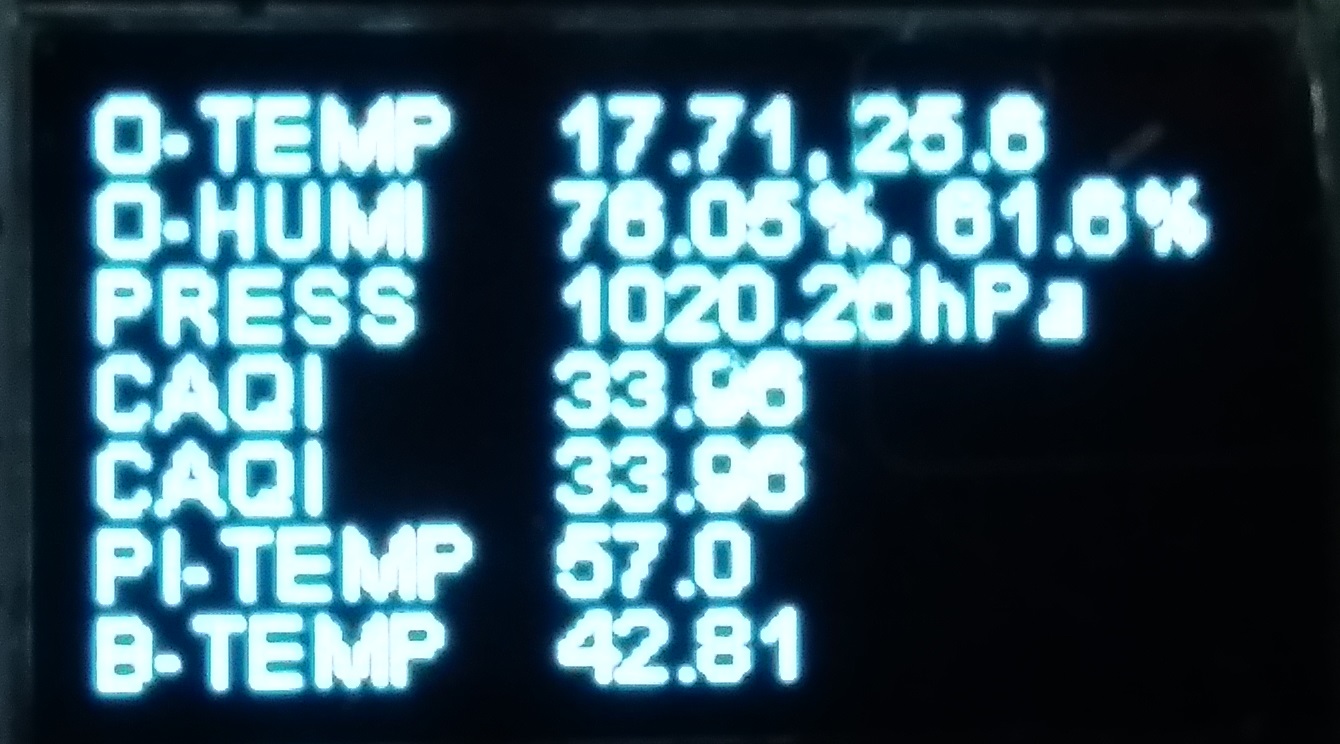 O-TEMP 17.71, 25.6
O-HUMI 76.05%, 61.6%
PRESS 1020.26hPa
CAQI 33.96
CAQI 33.96
PI-TEMP 57.0
B-TEMP 42.81